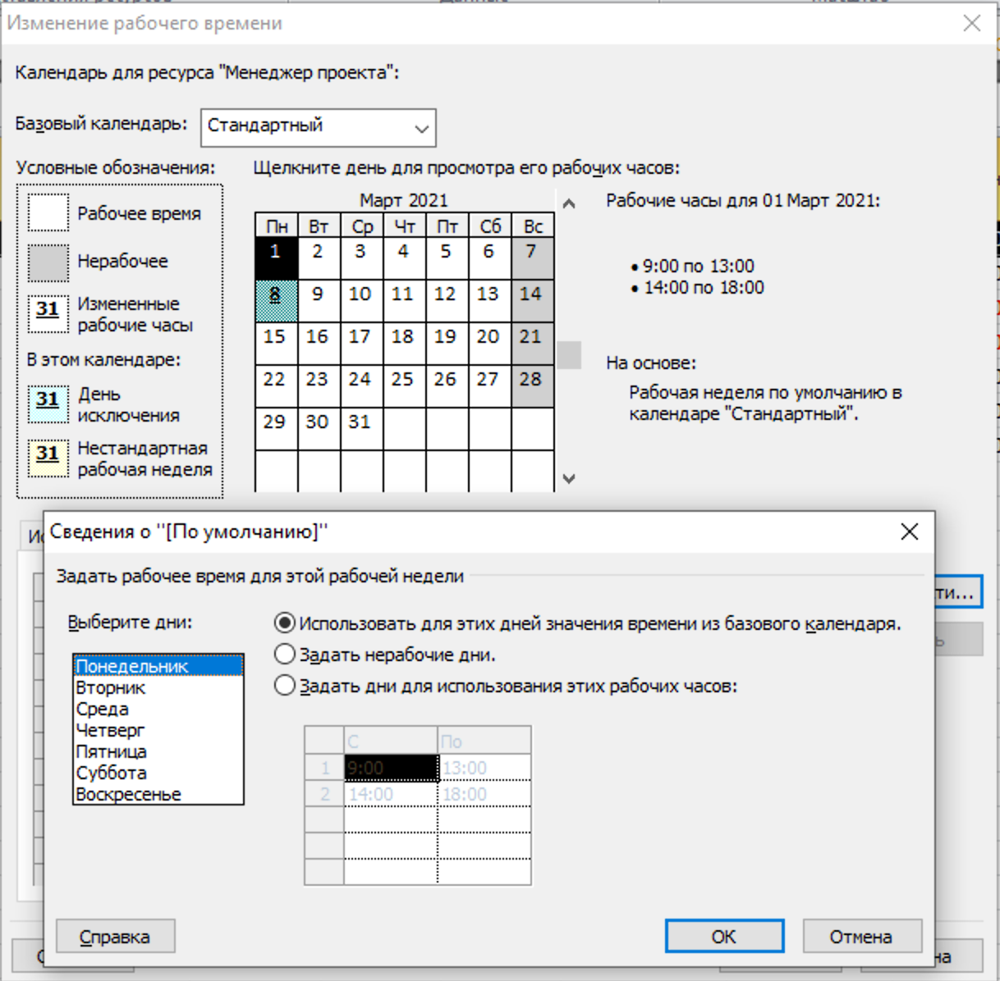 Изменение рабочего времени
Календарь для ресурса "Менеджер проекта":
Базовый календарь: Стандартный
Условные обозначения:
Рабочее время
Нерабочее
31 Измененные
рабочие часы
В этом календаре:
31 День
исключения
31 Нестандартная
рабочая неделя
Щелкните день для просмотра его рабочих часов:
Март 2021
Пн Вт Ср Чт Пт Сб Вс
1 2 3 4 5 6 7
8 9 10 11 12 13 14
15 16 17 18 19 20 21
22 23 24 25 26 27 28
29 30 31
Рабочие часы для 01 Март 2021:
• 9:00 по 13:00
• 14:00 по 18:00
На основе:
Рабочая неделя по умолчанию в
календаре "Стандартный".
Сведения о "[По умолчанию]"
Задать рабочее время для этой рабочей недели
Выберите дни:
Понедельник
Вторник
Среда
Четверг
Пятница
Суббота
Воскресенье
Использовать для этих дней значения времени из базового календаря.
Задать нерабочие дни.
Задать дни для использования этих рабочих часов:
С По
1 9:00 13:00
2 14:00 18:00
Справка
ОК
Отмена